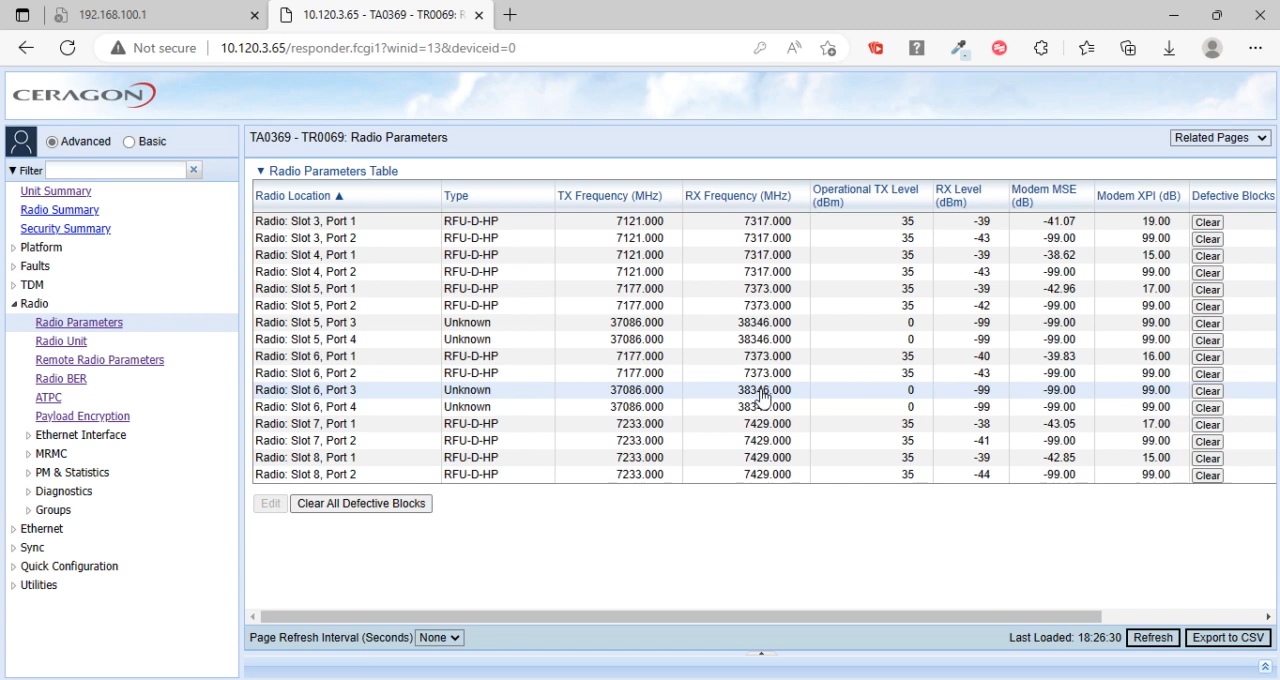 192.168.100.1
10.120.3.65 - TA0369 - TR0069: R
Not secure 10.120.3.65/responder.fcgi1?winid=13&deviceid=0
CERAGON
Advanced Basic
Filter
Unit Summary
Radio Summary
Security Summary
Platform
Faults
TDM
Radio
Radio Parameters
Radio Unit
Remote Radio Parameters
Radio BER
ATPC
Payload Encryption
Ethernet Interface
MRMC
PM & Statistics
Diagnostics
Groups
Ethernet
Sync
Quick Configuration
Utilities
TA0369 - TR0069: Radio Parameters Related Pages
▼ Radio Parameters Table
Radio Location ▲ Type TX Frequency (MHz) RX Frequency (MHz) Operational TX Level (dBm) RX Level (dBm) Modem MSE (dB) Modem XPI (dB) Defective Blocks
Radio: Slot 3, Port 1 RFU-D-HP 7121.000 7317.000 35 -39 -41.07 19.00 Clear
Radio: Slot 3, Port 2 RFU-D-HP 7121.000 7317.000 35 -43 -99.00 99.00 Clear
Radio: Slot 4, Port 1 RFU-D-HP 7121.000 7317.000 35 -39 -38.62 15.00 Clear
Radio: Slot 4, Port 2 RFU-D-HP 7121.000 7317.000 35 -43 -99.00 99.00 Clear
Radio: Slot 5, Port 1 RFU-D-HP 7177.000 7373.000 35 -39 -42.96 17.00 Clear
Radio: Slot 5, Port 2 RFU-D-HP 7177.000 7373.000 35 -42 -99.00 99.00 Clear
Radio: Slot 5, Port 3 Unknown 37086.000 38346.000 0 -99 -99.00 99.00 Clear
Radio: Slot 5, Port 4 Unknown 37086.000 38346.000 0 -99 -99.00 99.00 Clear
Radio: Slot 6, Port 1 RFU-D-HP 7177.000 7373.000 35 -40 -39.83 16.00 Clear
Radio: Slot 6, Port 2 RFU-D-HP 7177.000 7373.000 35 -43 -99.00 99.00 Clear
Radio: Slot 6, Port 3 Unknown 37086.000 38346.000 0 -99 -99.00 99.00 Clear
Radio: Slot 6, Port 4 Unknown 37086.000 0 -99 -99.00 99.00 Clear
Radio: Slot 7, Port 1 RFU-D-HP 7233.000 7429.000 35 -38 -43.05 17.00 Clear
Radio: Slot 7, Port 2 RFU-D-HP 7233.000 7429.000 35 -41 -99.00 99.00 Clear
Radio: Slot 8, Port 1 RFU-D-HP 7233.000 7429.000 35 -39 -42.85 15.00 Clear
Radio: Slot 8, Port 2 RFU-D-HP 7233.000 7429.000 35 -44 -99.00 99.00 Clear
Edit Clear All Defective Blocks
Page Refresh Interval (Seconds) None Last Loaded: 18:26:30 Refresh Export to CSV